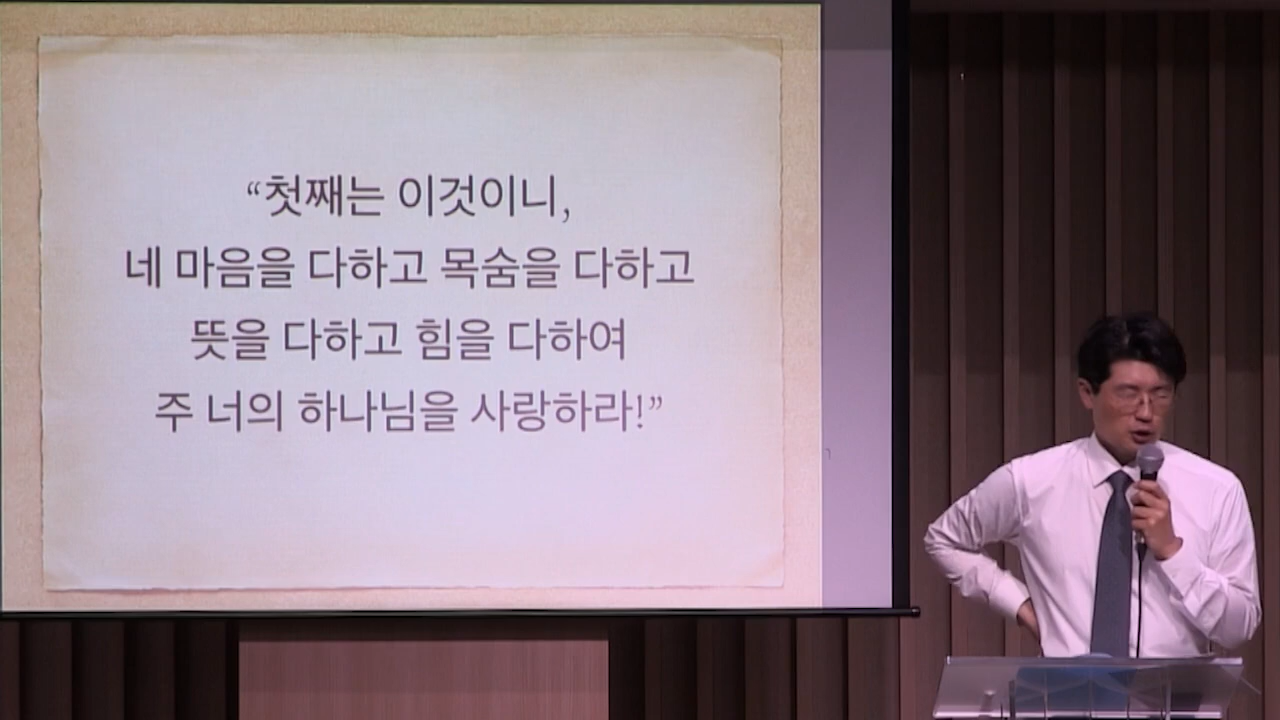 “첫째는 이것이니,
네 마음을 다하고 목숨을 다하고
뜻을 다하고 힘을 다하여
주 너의 하나님을 사랑하라!”